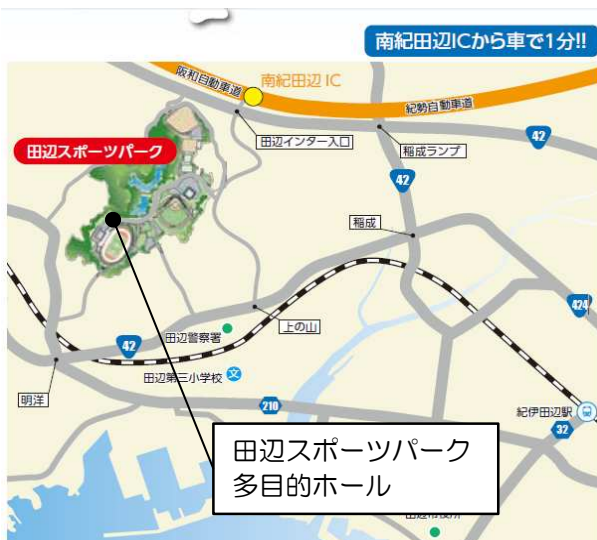 南紀田辺ICから車で1分!!
阪和自動車道
南紀田辺 IC
紀勢自動車道
田辺インター入口
稲成ランプ
42
田辺スポーツパーク
42
稲成
424
上の山
田辺警察署
42
田辺第三小学校
文
明洋
210
紀伊田辺駅
32
田辺スポーツパーク
多目的ホール